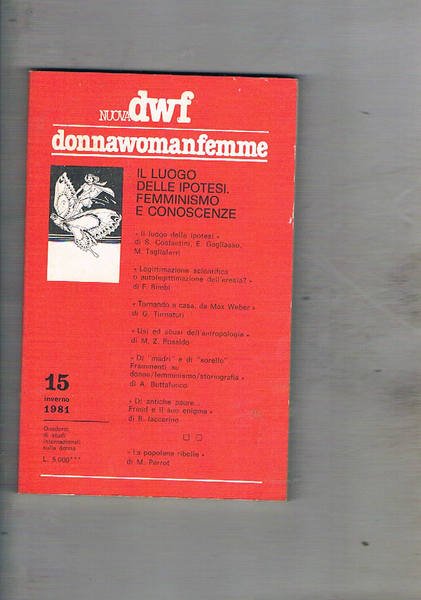 NUOVA dwf
donnawomanfemme
IL LUOGO
DELLE IPOTESI.
FEMMINISMO
E CONOSCENZE
« Il luogo delle ipotesi »
di S. Costantini, E. Gagliasso,
M. Tagliaferri
« Legittimazione scientifica
o autolegittimazione dell'eresia? »
di F. Bimbi
« Tornando a casa, da Max Weber »
di G. Turnaturi
« Usi ed abusi dell'antropologia »
di M. Z. Rosaldo
« Di "madri" e di "sorelle"
Frammenti su
donne/femminismo/storiografia »
di A. Buttafuoco
« Di antiche paure...
Freud e il suo enigma »
di R. Iaccarino
« La popolana ribelle »
di M. Perrot
15
inverno
1981
Quaderni
di studi
internazionali
sulla donna
L. 5.000***